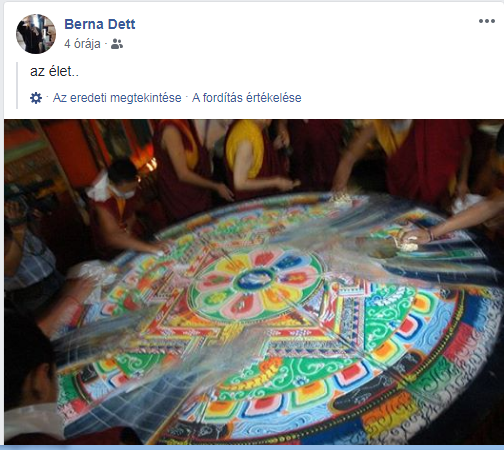 Berna Dett
4 órája ·
az élet..
· Az eredeti megtekintése · A fordítás értékelése